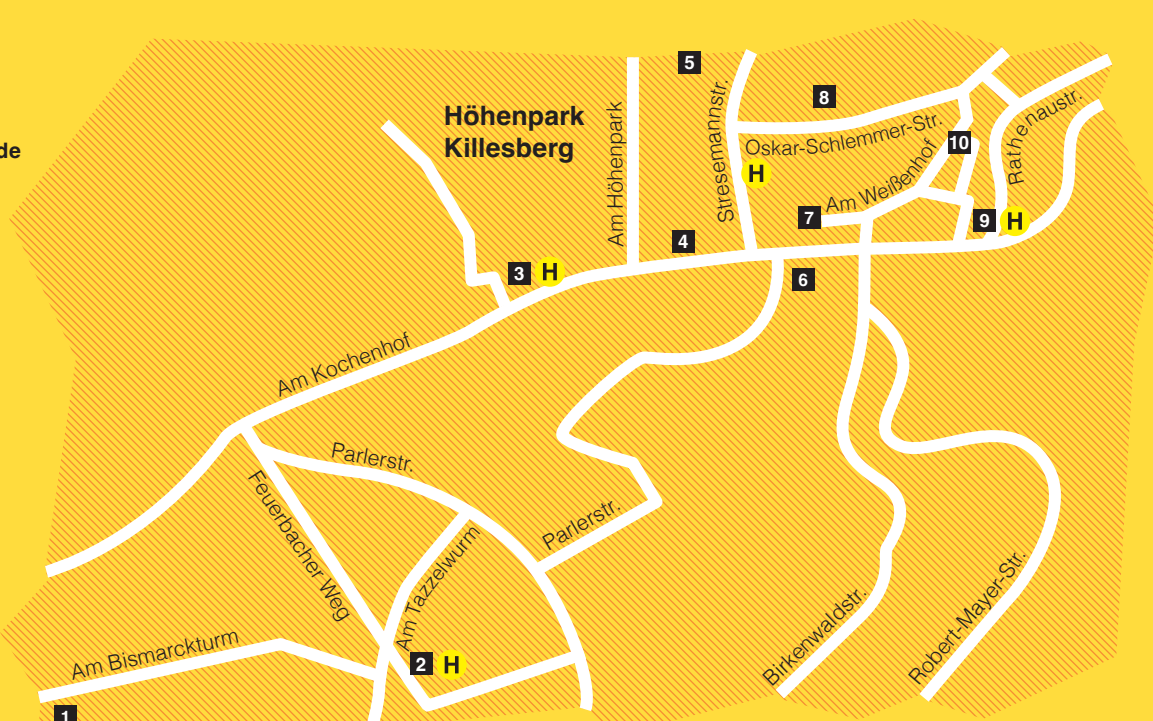 5
8
Höhenpark
Killesberg
de
Am Höhenpark
Stresemannstr.
Oskar-Schlemmer-Str.
10
Rathenaustr.
H
Am Weißenhof
7
9 H
4
3 H
6
Am Kochenhof
Parlerstr.
Feuerbacher Weg
Parlerstr.
Am Tazzelwurm
Am Bismarckturm
2 H
Birkenwaldstr.
Robert-Mayer-Str.
1